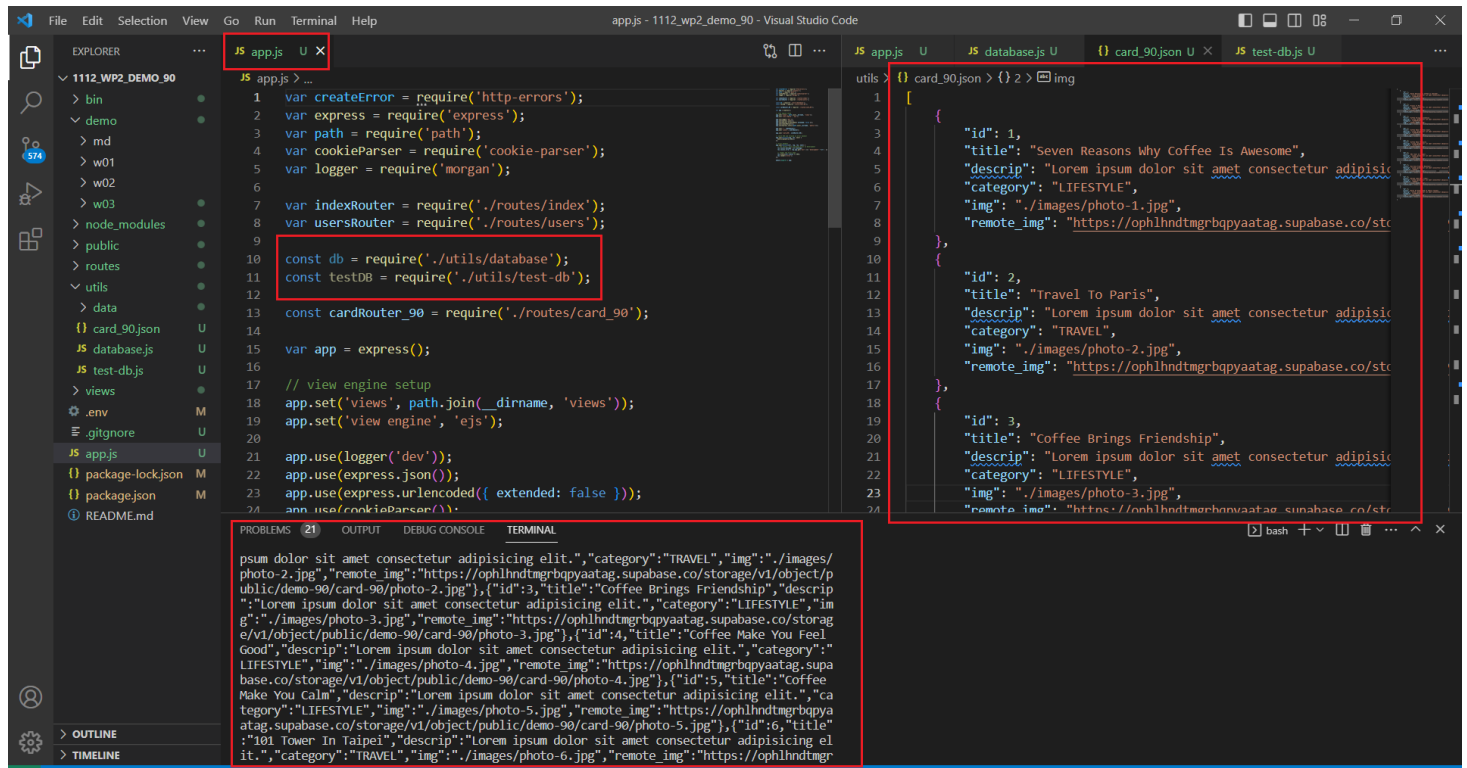 File Edit Selection View Go Run Terminal Help
app.js - 1112_wp2_demo_90 - Visual Studio Code
EXPLORER ...
1112_WP2_DEMO_90
bin
demo
md
w01
w02
w03
node_modules
public
routes
utils
data
{} card_90.json U
JS database.js U
JS test-db.js U
views
.env M
.gitgnore U
JS app.js U
{} package-lock.json M
{} package.json M
README.md
OUTLINE
TIMELINE
574
JS app.js U
JS app.js > ...
1 var createError = require('http-errors');
2 var express = require('express');
3 var path = require('path');
4 var cookieParser = require('cookie-parser');
5 var logger = require('morgan');
6
7 var indexRouter = require('./routes/index');
8 var usersRouter = require('./routes/users');
9
10 const db = require('./utils/database');
11 const testDB = require('./utils/test-db');
12
13 const cardRouter_90 = require('./routes/card_90');
14
15 var app = express();
16
17 // view engine setup
18 app.set('views', path.join(__dirname, 'views'));
19 app.set('view engine', 'ejs');
20
21 app.use(logger('dev'));
22 app.use(express.json());
23 app.use(express.urlencoded({ extended: false }));
24 app.use(cookieParser());
JS app.js U JS database.js U {} card_90.json U JS test-db.js U ...
utils > {} card_90.json > {} 2 > abc img
1 [
2 {
3 "id": 1,
4 "title": "Seven Reasons Why Coffee Is Awesome",
5 "descrip": "Lorem ipsum dolor sit amet consectetur adipisic
6 "category": "LIFESTYLE",
7 "img": "./images/photo-1.jpg",
8 "remote_img": "https://ophlhndtmgrbqpyaatag.supabase.co/sto
9 },
10 {
11 "id": 2,
12 "title": "Travel To Paris",
13 "descrip": "Lorem ipsum dolor sit amet consectetur adipisic
14 "category": "TRAVEL",
15 "img": "./images/photo-2.jpg",
16 "remote_img": "https://ophlhndtmgrbqpyaatag.supabase.co/sto
17 },
18 {
19 "id": 3,
20 "title": "Coffee Brings Friendship",
21 "descrip": "Lorem ipsum dolor sit amet consectetur adipisic
22 "category": "LIFESTYLE",
23 "img": "./images/photo-3.jpg",
24 "remote_img": "https://ophlhndtmgrbqpyaatag.supabase.co/sto
PROBLEMS 21 OUTPUT DEBUG CONSOLE TERMINAL
bash
psum dolor sit amet consectetur adipisicing elit.","category":"TRAVEL","img":"./images/
photo-2.jpg","remote_img":"https://ophlhndtmgrbqpyaatag.supabase.co/storage/v1/object/p
ublic/demo-90/card-90/photo-2.jpg"},{"id":3,"title":"Coffee Brings Friendship","descrip
":"Lorem ipsum dolor sit amet consectetur adipisicing elit.","category":"LIFESTYLE","im
g":"./images/photo-3.jpg","remote_img":"https://ophlhndtmgrbqpyaatag.supabase.co/storag
e/v1/object/public/demo-90/card-90/photo-3.jpg"},{"id":4,"title":"Coffee Make You Feel
Good","descrip":"Lorem ipsum dolor sit amet consectetur adipisicing elit.","category":"
LIFESTYLE","img":"./images/photo-4.jpg","remote_img":"https://ophlhndtmgrbqpyaatag.supa
base.co/storage/v1/object/public/demo-90/card-90/photo-4.jpg"},{"id":5,"title":"Coffee
Make You Calm","descrip":"Lorem ipsum dolor sit amet consectetur adipisicing elit.","ca
tegory":"LIFESTYLE","img":"./images/photo-5.jpg","remote_img":"https://ophlhndtmgrbqpya
atag.supabase.co/storage/v1/object/public/demo-90/card-90/photo-5.jpg"},{"id":6,"title"
:"101 Tower In Taipei","descrip":"Lorem ipsum dolor sit amet consectetur adipisicing el
it.","category":"TRAVEL","img":"./images/photo-6.jpg","remote_img":"https://ophlhndtmgr